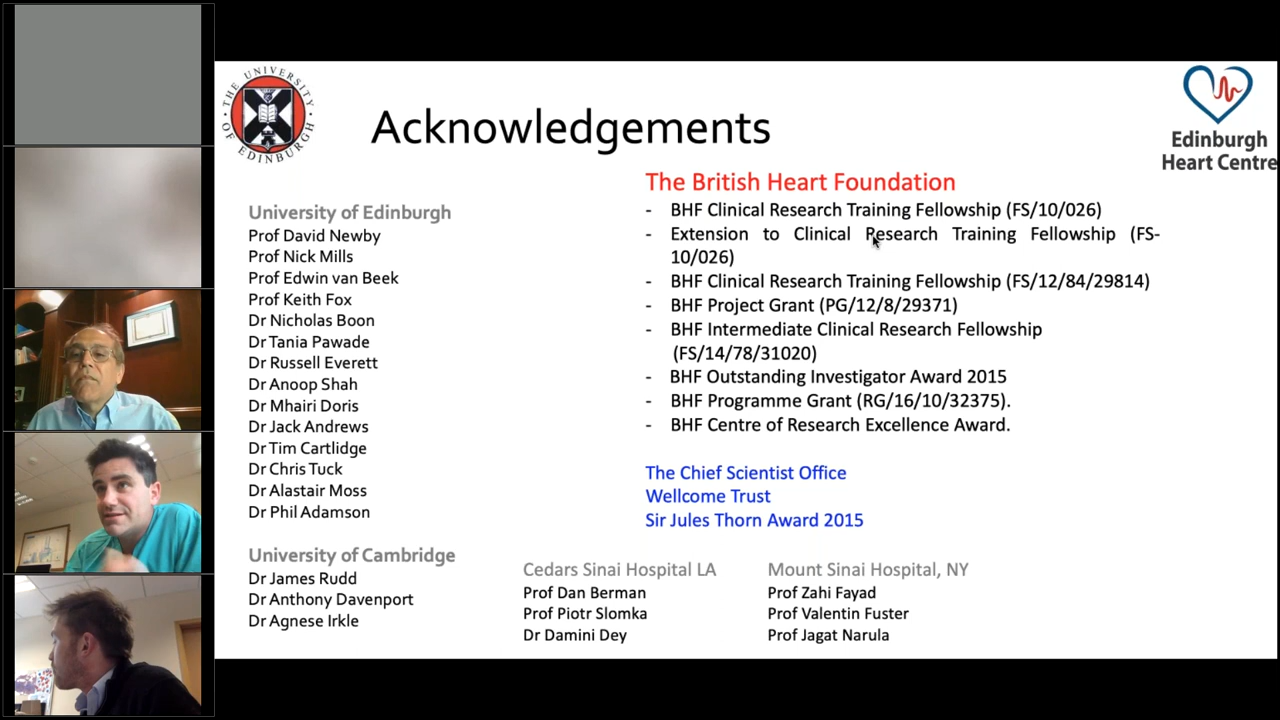 THE UNIVERSITY OF EDINBURGH
Acknowledgements
Edinburgh
Heart Centre
University of Edinburgh
Prof David Newby
Prof Nick Mills
Prof Edwin van Beek
Prof Keith Fox
Dr Nicholas Boon
Dr Tania Pawade
Dr Russell Everett
Dr Anoop Shah
Dr Mhairi Doris
Dr Jack Andrews
Dr Tim Cartlidge
Dr Chris Tuck
Dr Alastair Moss
Dr Phil Adamson
University of Cambridge
Dr James Rudd
Dr Anthony Davenport
Dr Agnese Irkle
The British Heart Foundation
- BHF Clinical Research Training Fellowship (FS/10/026)
- Extension to Clinical Research Training Fellowship (FS-
10/026)
- BHF Clinical Research Training Fellowship (FS/12/84/29814)
- BHF Project Grant (PG/12/8/29371)
- BHF Intermediate Clinical Research Fellowship
(FS/14/78/31020)
- BHF Outstanding Investigator Award 2015
- BHF Programme Grant (RG/16/10/32375).
- BHF Centre of Research Excellence Award.
The Chief Scientist Office
Wellcome Trust
Sir Jules Thorn Award 2015
Cedars Sinai Hospital LA
Prof Dan Berman
Prof Piotr Slomka
Dr Damini Dey
Mount Sinai Hospital, NY
Prof Zahi Fayad
Prof Valentin Fuster
Prof Jagat Narula